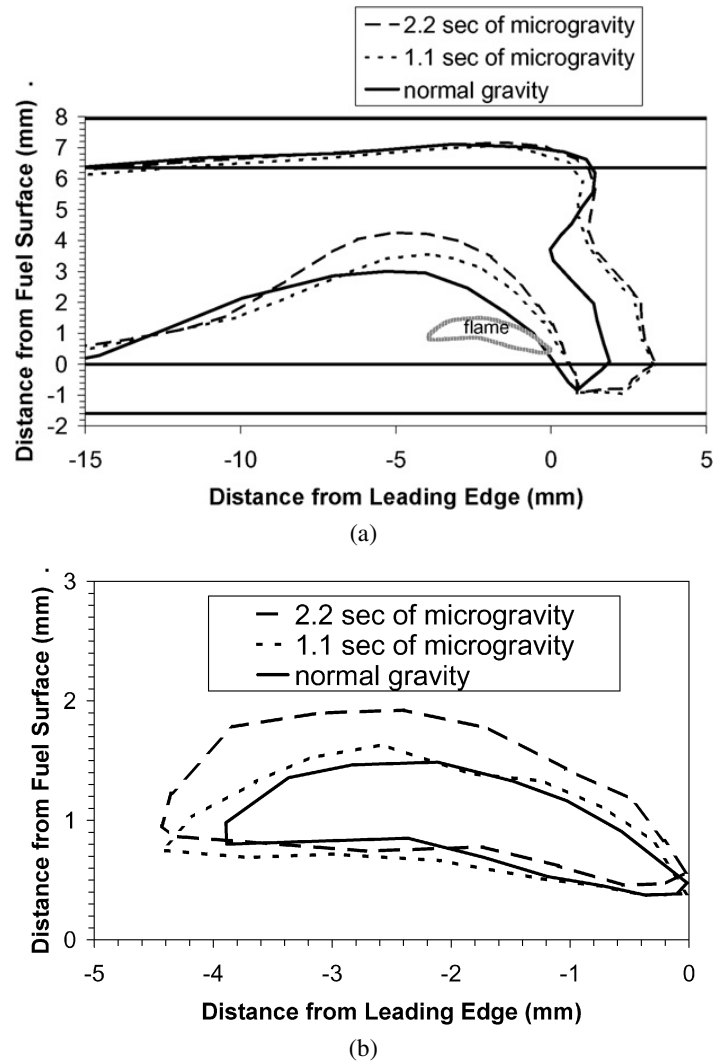 2.2 sec of microgravity
1.1 sec of microgravity
normal gravity
Distance from Fuel Surface (mm) .
8
7
6
5
4
3
2
1
0
-1
-2
flame
-15
-10
-5
0
5
Distance from Leading Edge (mm)
(a)
Distance from Fuel Surface (mm) .
3
2
1
0
2.2 sec of microgravity
1.1 sec of microgravity
normal gravity
-5
-4
-3
-2
-1
0
Distance from Leading Edge (mm)
(b)